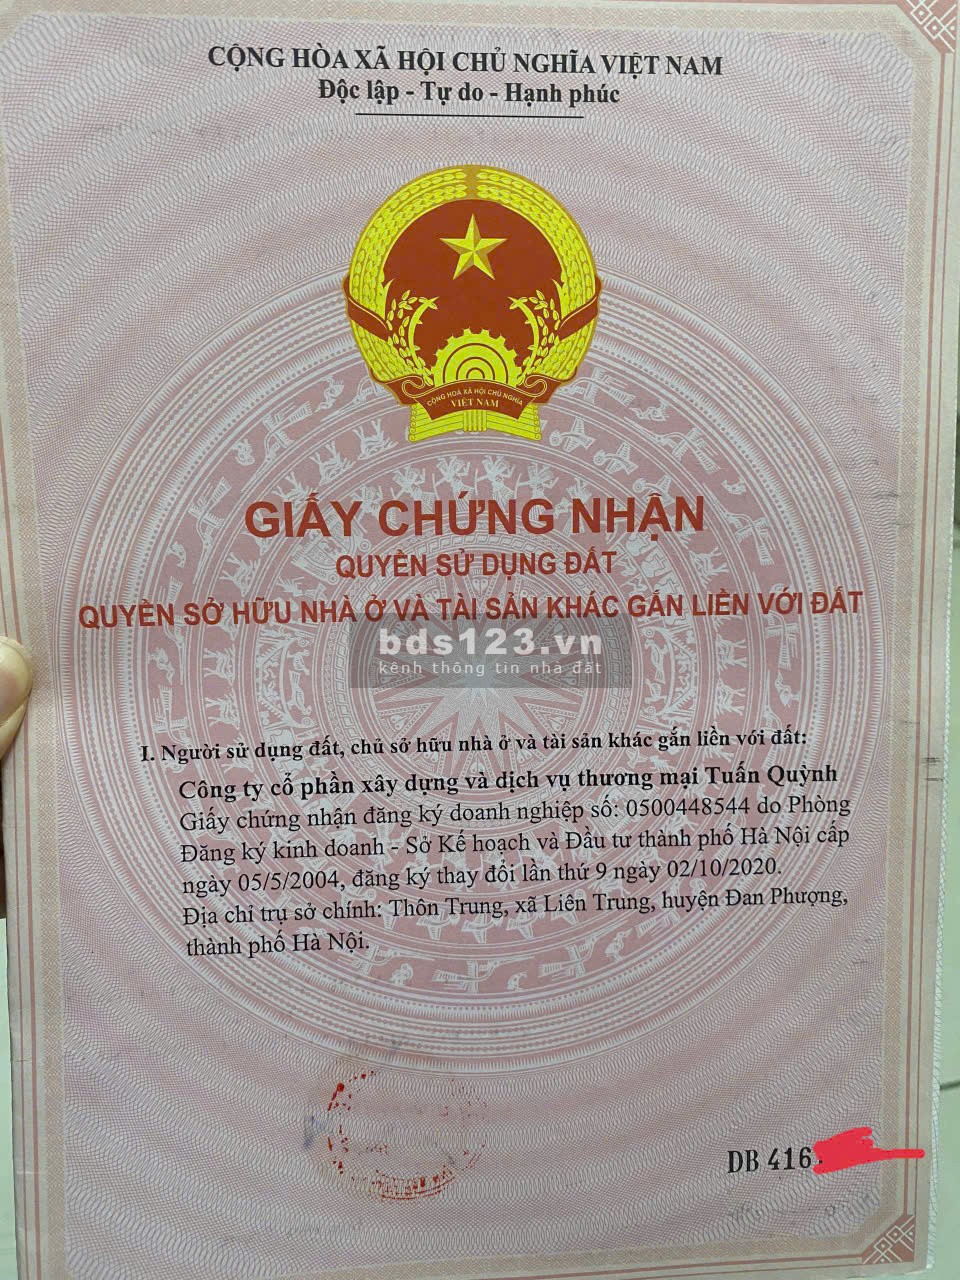 CỘNG HÒA XÃ HỘI CHỦ NGHĨA VIỆT NAM
Độc lập - Tự do - Hạnh phúc
CỘNG HOÀ XÃ HỘI CHỦ NGHĨA
VIỆT NAM
GIẤY CHỨNG NHẬN
QUYỀN SỬ DỤNG ĐẤT
QUYỀN SỞ HỮU NHÀ Ở VÀ TÀI SẢN KHÁC GẮN LIỀN VỚI ĐẤT
bds123.vn
kênh thông tin nhà đất
I. Người sử dụng đất, chủ sở hữu nhà ở và tài sản khác gắn liền với đất:
Công ty cổ phần xây dựng và dịch vụ thương mại Tuấn Quỳnh
Giấy chứng nhận đăng ký doanh nghiệp số: 0500448544 do Phòng
Đăng ký kinh doanh - Sở Kế hoạch và Đầu tư thành phố Hà Nội cấp
ngày 05/5/2004, đăng ký thay đổi lần thứ 9 ngày 02/10/2020.
Địa chỉ trụ sở chính: Thôn Trung, xã Liên Trung, huyện Đan Phượng,
thành phố Hà Nội.
DB 416